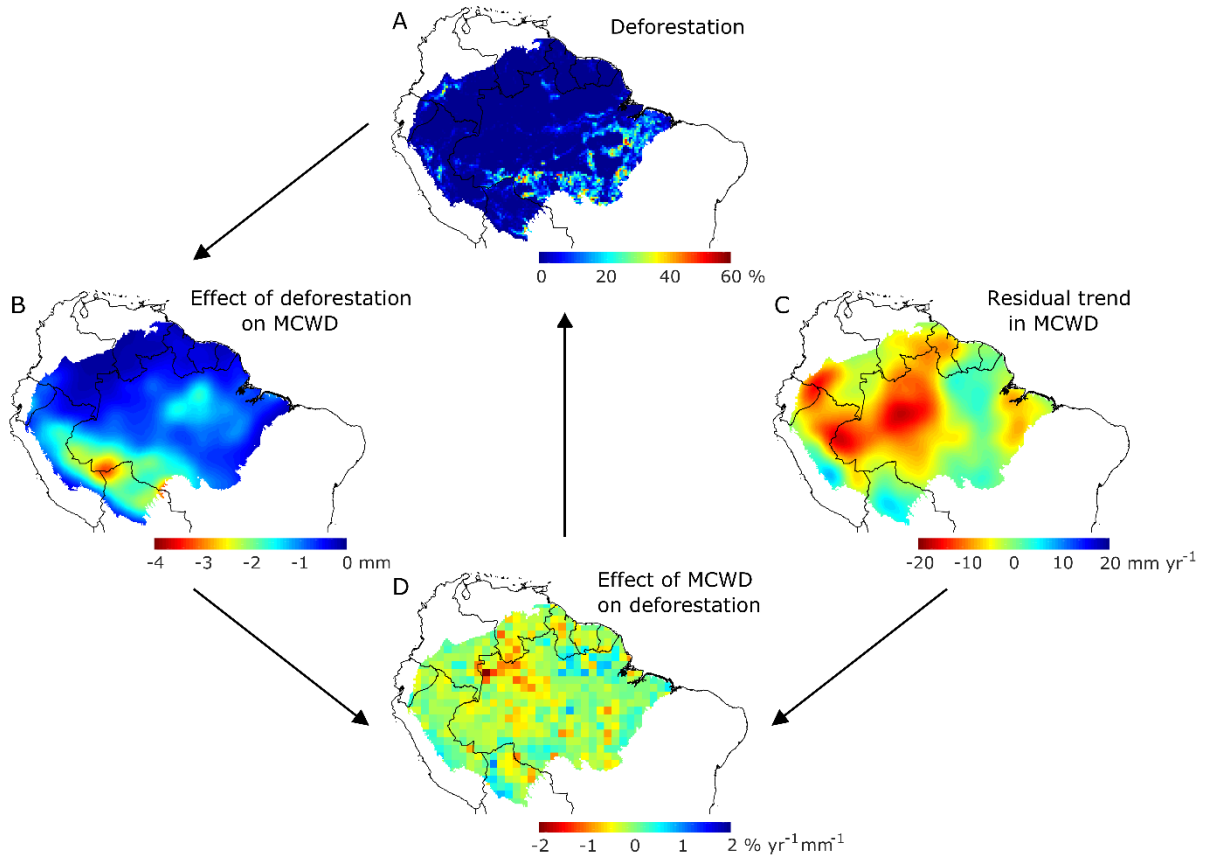 A
Deforestation
0 20 40 60 %
B
Effect of deforestation
on MCWD
-4 -3 -2 -1 0 mm
C
Residual trend
in MCWD
-20 -10 0 10 20 mm yr⁻¹
D
Effect of MCWD
on deforestation
-2 -1 0 1 2 % yr⁻¹mm⁻¹